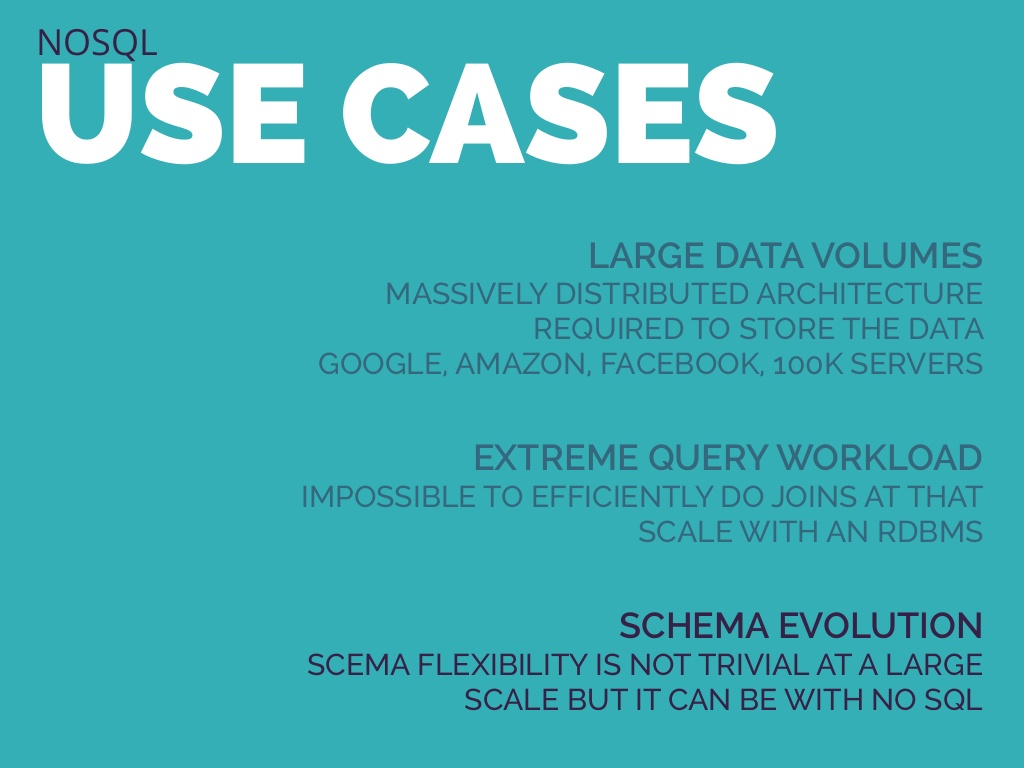 NOSQL
USE CASES
LARGE DATA VOLUMES
MASSIVELY DISTRIBUTED ARCHITECTURE
REQUIRED TO STORE THE DATA
GOOGLE, AMAZON, FACEBOOK, 100K SERVERS
EXTREME QUERY WORKLOAD
IMPOSSIBLE TO EFFICIENTLY DO JOINS AT THAT
SCALE WITH AN RDBMS
SCHEMA EVOLUTION
SCEMA FLEXIBILITY IS NOT TRIVIAL AT A LARGE
SCALE BUT IT CAN BE WITH NO SQL